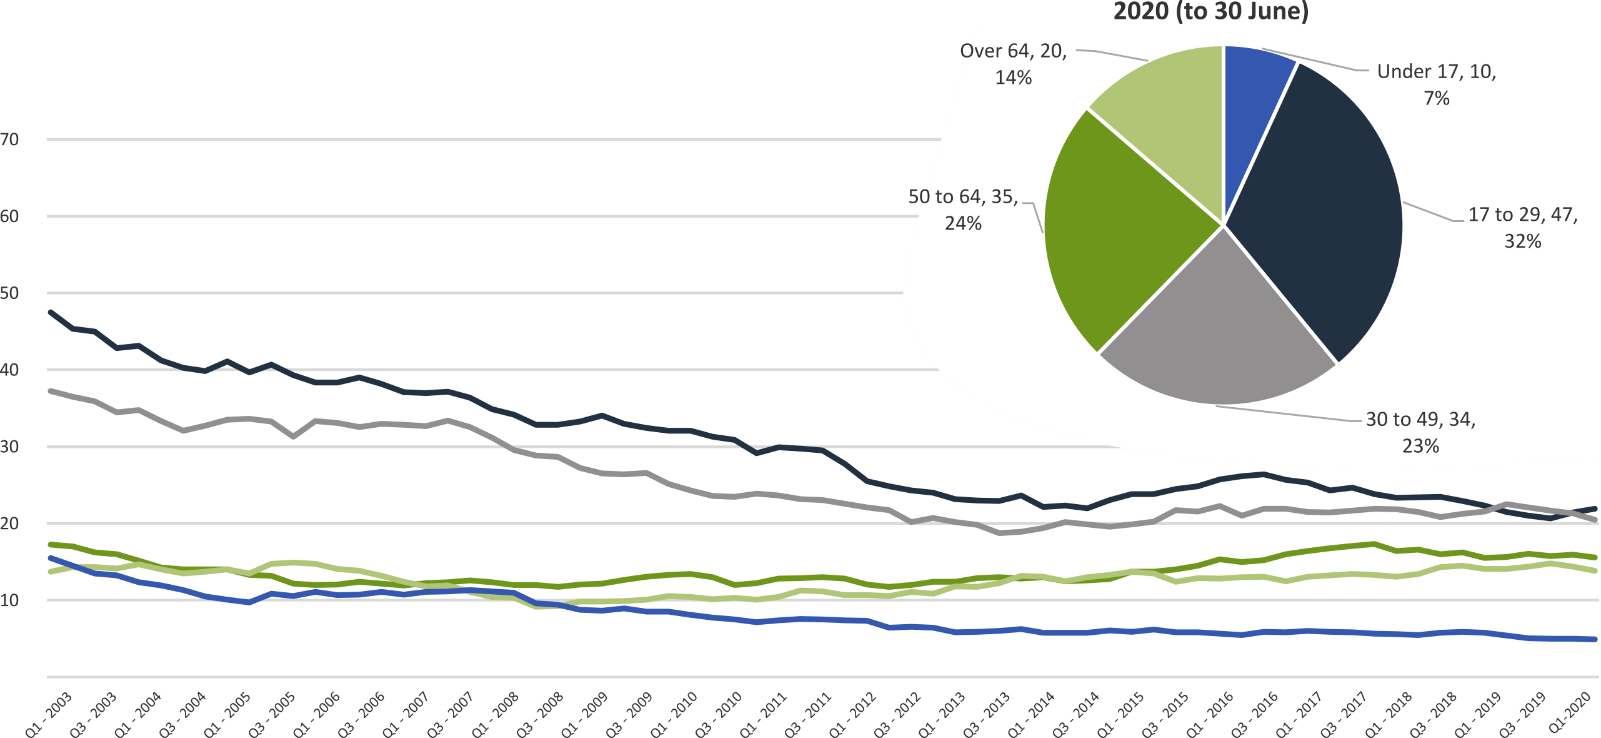 2020 (to 30 June)
Over 64, 20,
14%
Under 17, 10,
7%
50 to 64, 35,
24%
17 to 29, 47,
32%
30 to 49, 34,
23%
70
60
50
40
30
20
10
Q1 - 2003
Q3 - 2003
Q1 - 2004
Q3 - 2004
Q1 - 2005
Q3 - 2005
Q1 - 2006
Q3 - 2006
Q1 - 2007
Q3 - 2007
Q1 - 2008
Q3 - 2008
Q1 - 2009
Q3 - 2009
Q1 - 2010
Q3 - 2010
Q1 - 2011
Q3 - 2011
Q1 - 2012
Q3 - 2012
Q1 - 2013
Q3 - 2013
Q1 - 2014
Q3 - 2014
Q1 - 2015
Q3 - 2015
Q1 - 2016
Q3 - 2016
Q1 - 2017
Q3 - 2017
Q1 - 2018
Q3 - 2018
Q1 - 2019
Q3 - 2019
Q1-2020